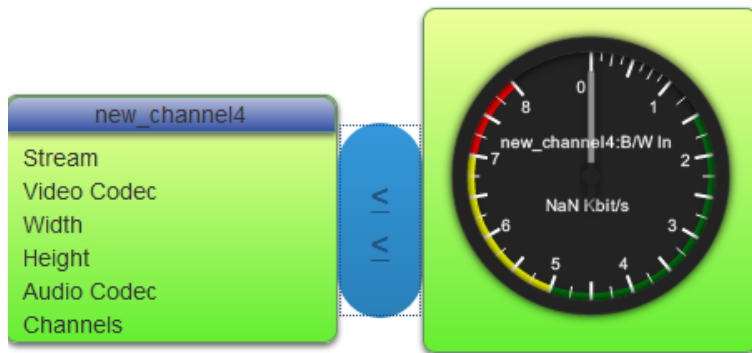 new_channel4
Stream
Video Codec
Width
Height
Audio Codec
Channels
<
<
0
1
2
3
4
5
6
7
8
new_channel4:B/W In
NaN Kbit/s